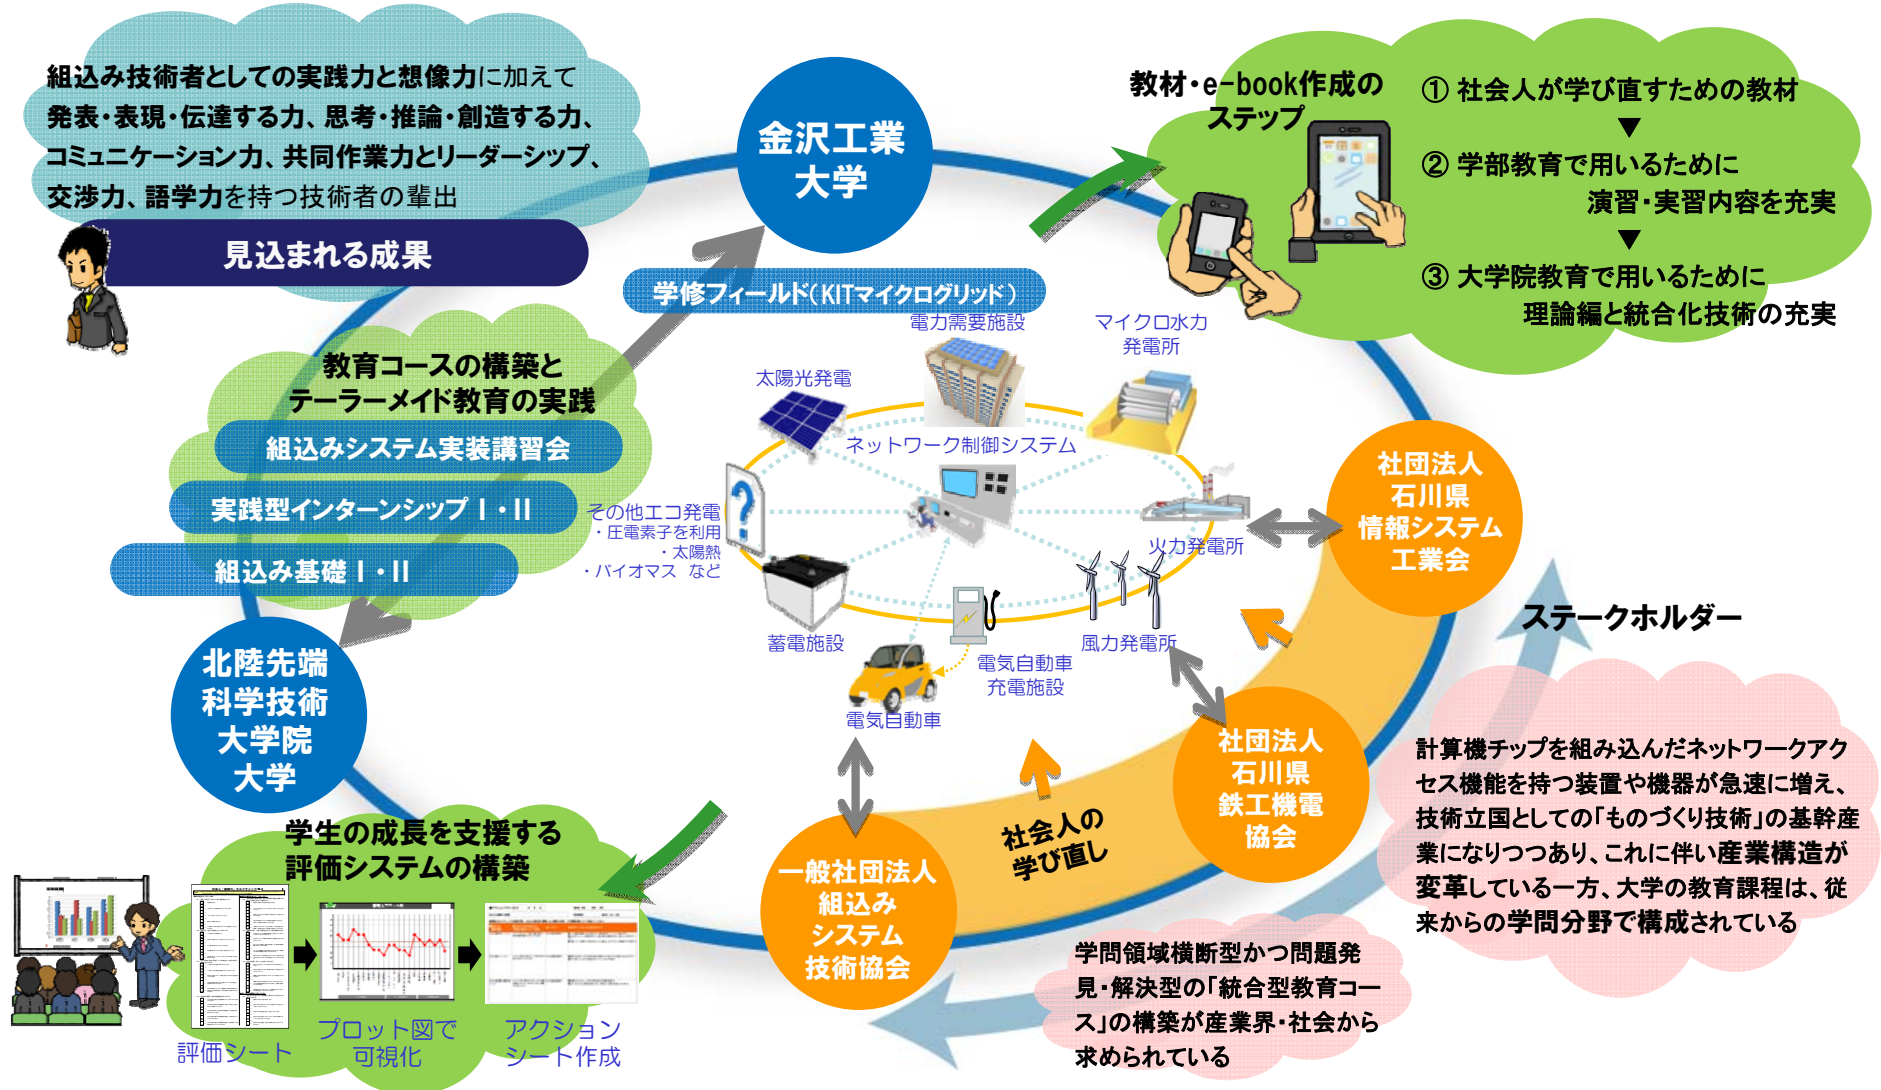 組込み技術者としての実践力と想像力に加えて
発表・表現・伝達する力、思考・推論・創造する力、
コミュニケーション力、共同作業力とリーダーシップ、
交渉力、語学力を持つ技術者の輩出
見込まれる成果
金沢工業
大学
教材・e-book作成の
ステップ
① 社会人が学び直すための教材
▼
② 学部教育で用いるために
演習・実習内容を充実
▼
③ 大学院教育で用いるために
理論編と統合化技術の充実
学修フィールド(KITマイクログリッド)
電力需要施設
マイクロ水力
発電所
太陽光発電
ネットワーク制御システム
その他エコ発電
・圧電素子を利用
・太陽熱
・バイオマス など
火力発電所
蓄電施設
風力発電所
電気自動車
充電施設
電気自動車
教育コースの構築と
テーラーメイド教育の実践
組込みシステム実装講習会
実践型インターンシップⅠ・Ⅱ
組込み基礎Ⅰ・Ⅱ
北陸先端
科学技術
大学院
大学
社団法人
石川県
情報システム
工業会
ステークホルダー
社団法人
石川県
鉄工機電
協会
社会人の
学び直し
一般社団法人
組込み
システム
技術協会
計算機チップを組み込んだネットワークアク
セス機能を持つ装置や機器が急速に増え、
技術立国としての「ものづくり技術」の基幹産
業になりつつあり、これに伴い産業構造が
変革している一方、大学の教育課程は、従
来からの学問分野で構成されている
学問領域横断型かつ問題発
見・解決型の「統合型教育コー
ス」の構築が産業界・社会から
求められている
学生の成長を支援する
評価システムの構築
評価シート
プロット図で
可視化
アクション
シート作成